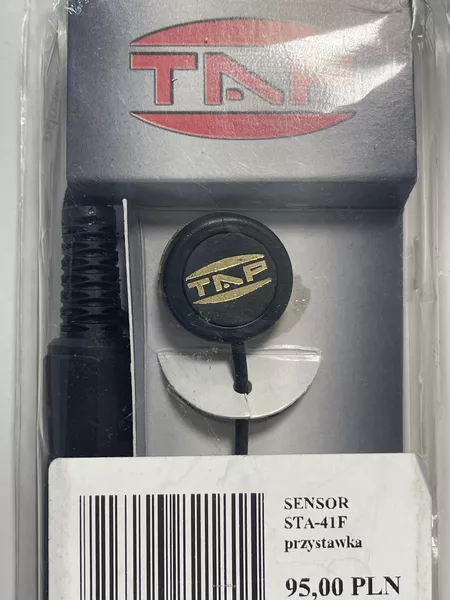 TAP
TAP
SENSOR
STA-41F
przystawka
95,00 PLN